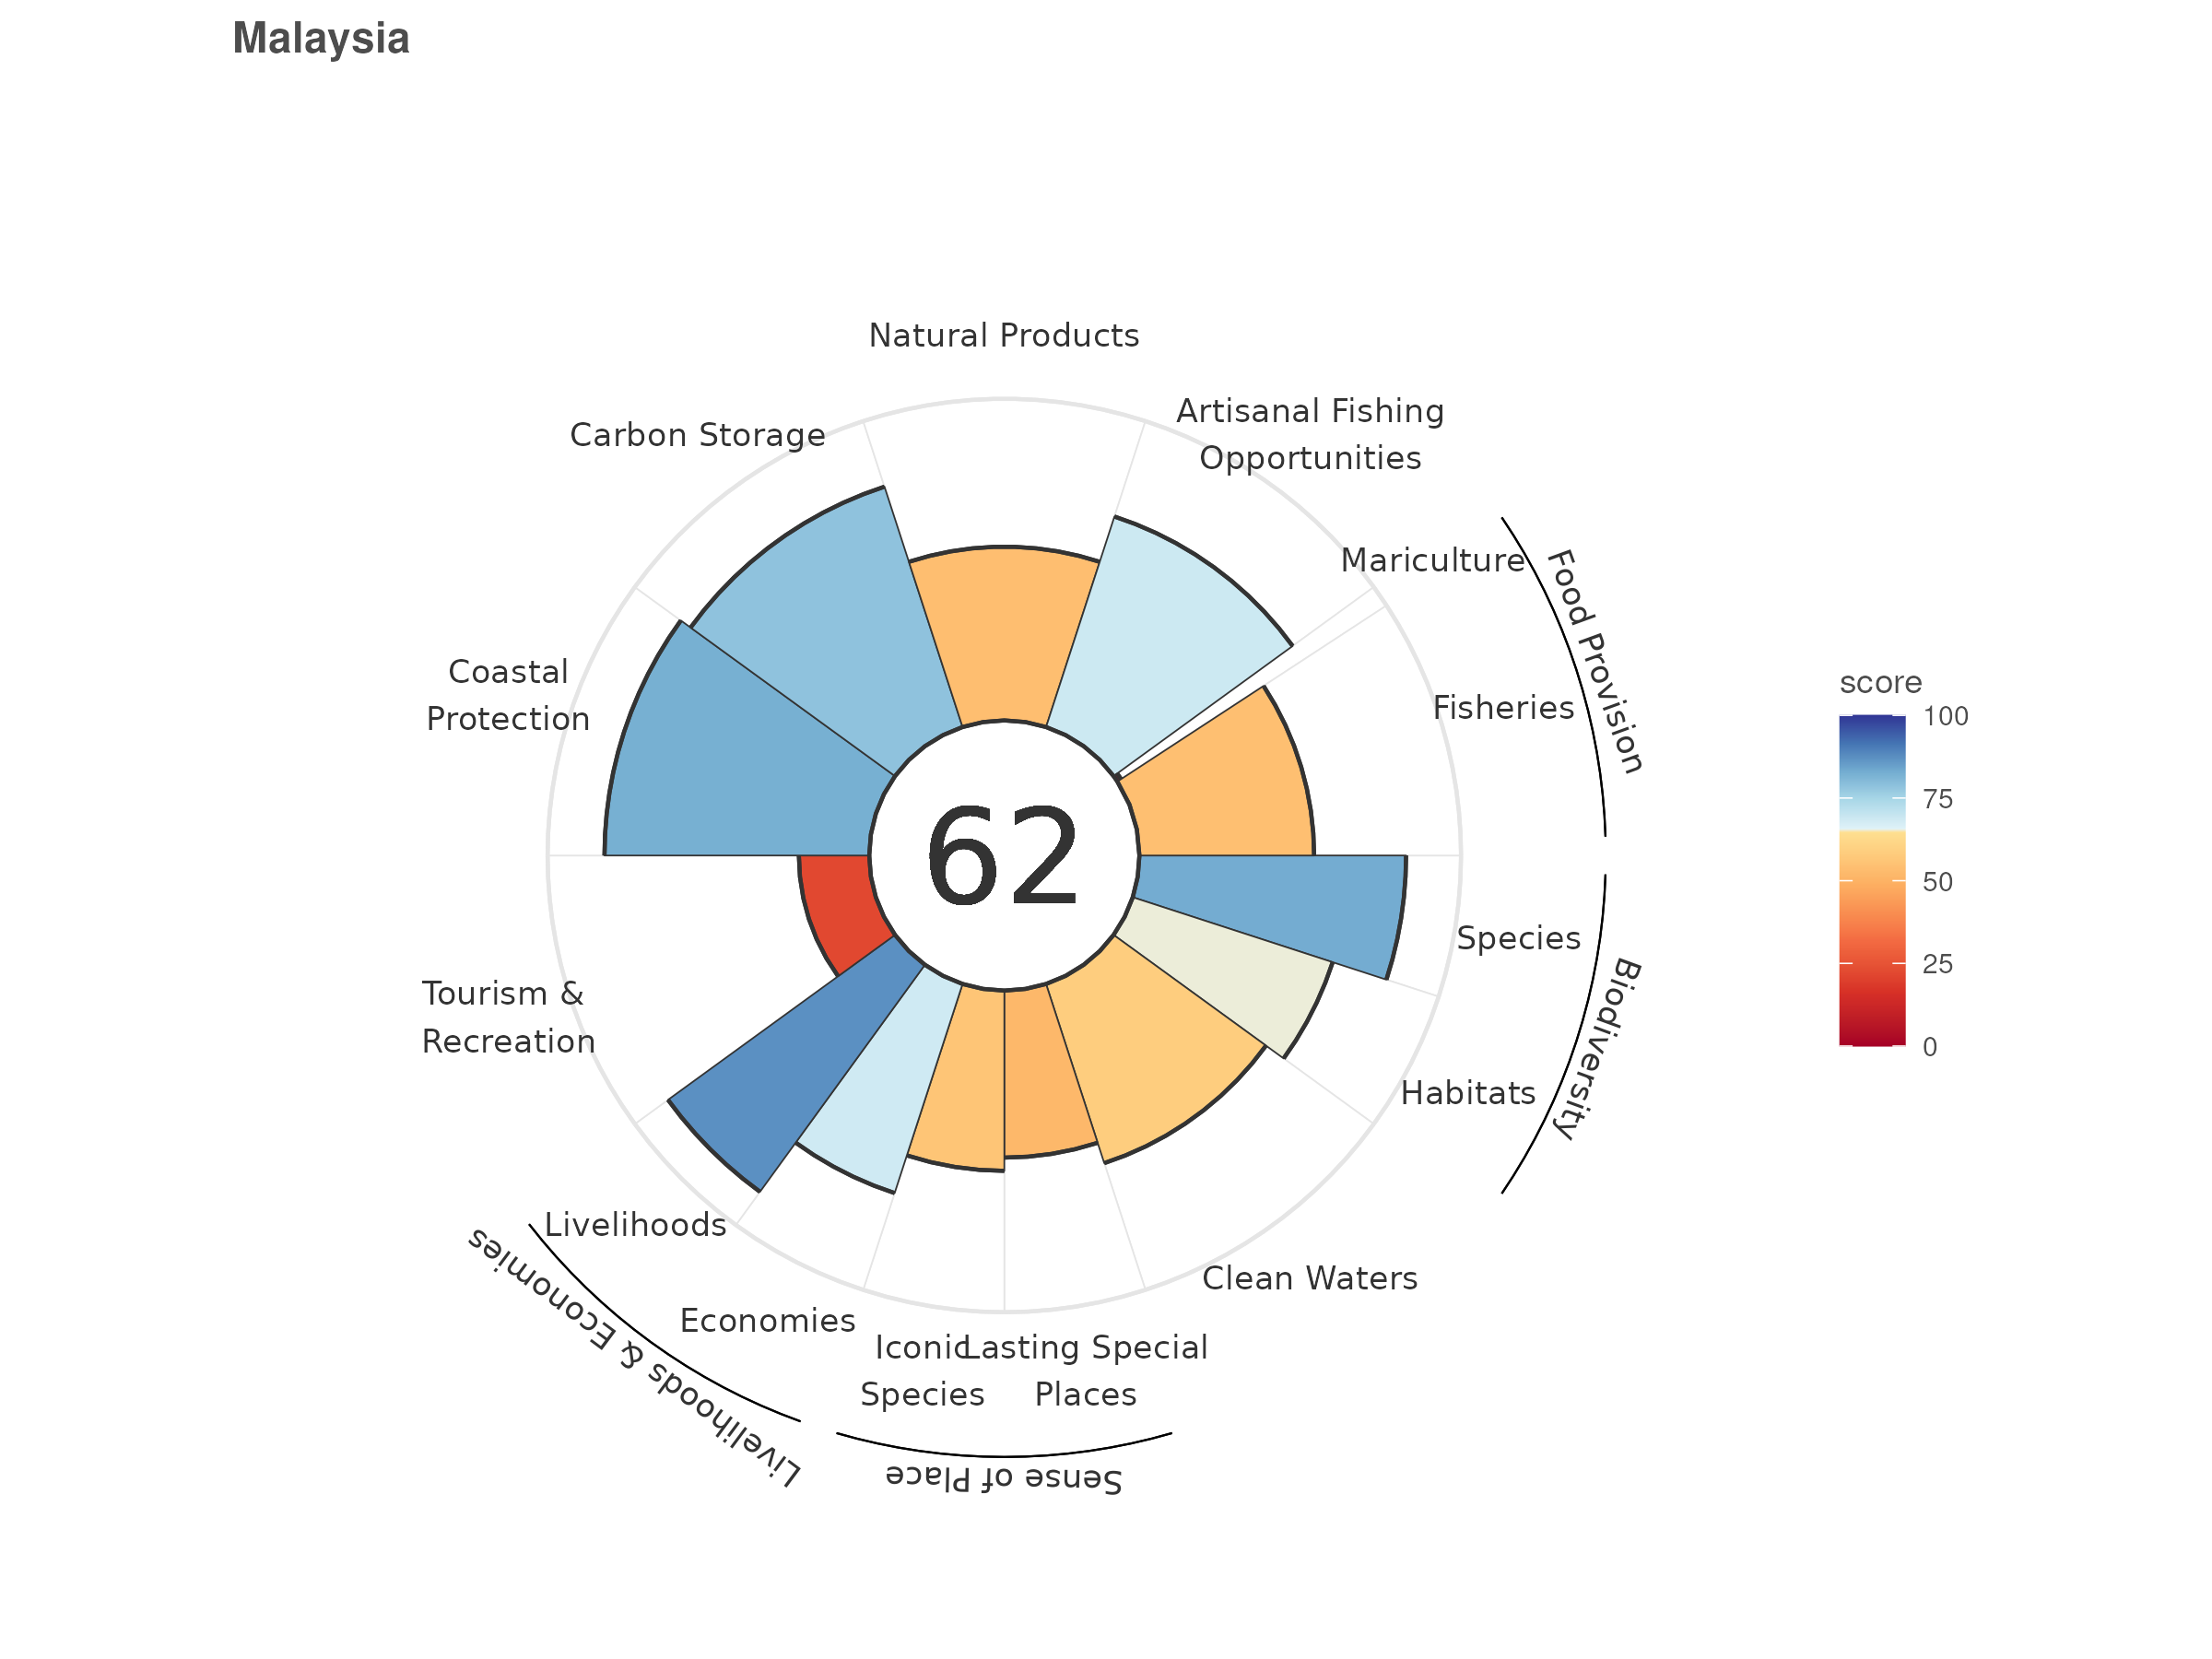 Malaysia
Natural Products
Artisanal Fishing
Opportunities
Carbon Storage
Mariculture
Food Provision
Fisheries
Coastal
Protection
62
score
100
75
50
25
0
Species
Biodiversity
Habitats
Tourism &
Recreation
Livelihoods
Livelihoods & Economies
Clean Waters
Economies
Iconic
Species
Lasting Special
Places
Sense of Place